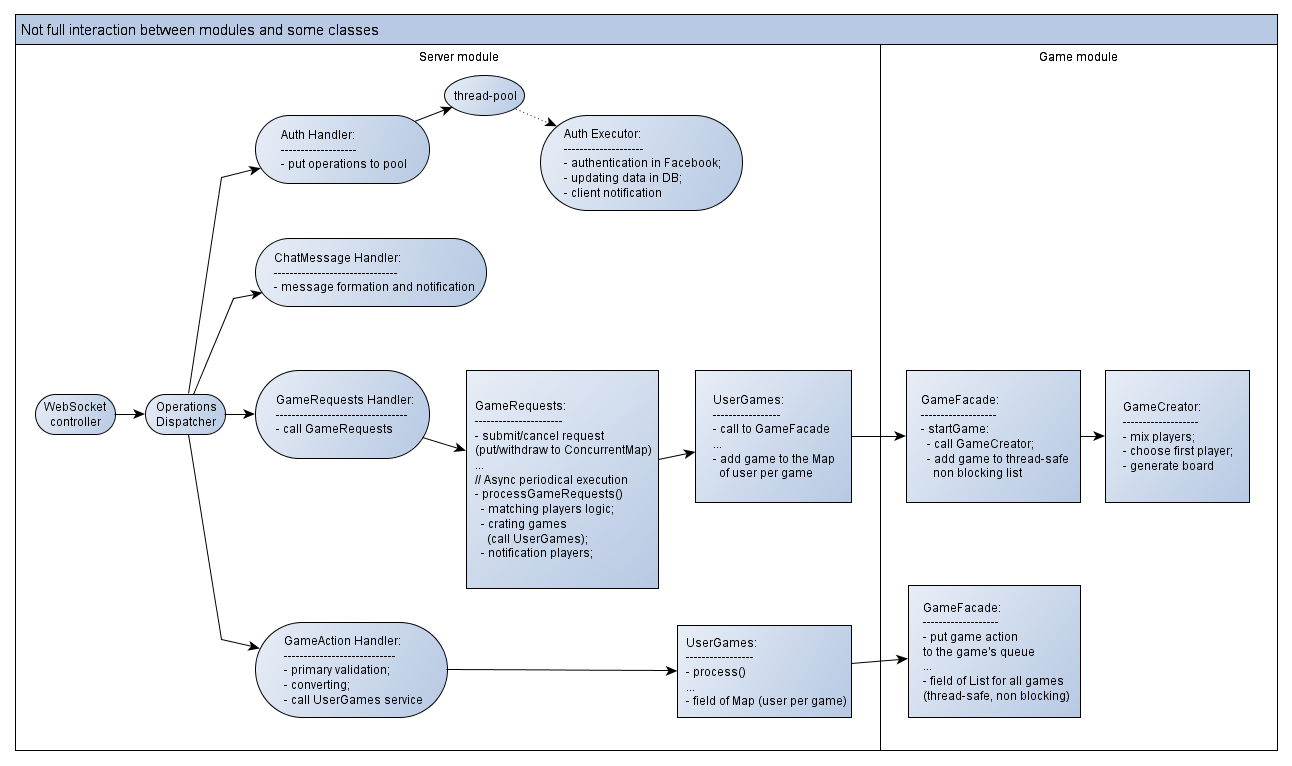 Not full interaction between modules and some classes
Server module
Game module
thread-pool
Auth Handler:
-------------------
- put operations to pool
Auth Executor:
--------------------
- authentication in Facebook;
- updating data in DB;
- client notification
ChatMessage Handler:
-------------------------------
- message formation and notification
WebSocket
controller
Operations
Dispatcher
GameRequests Handler:
---------------------------------
- call GameRequests
GameRequests:
----------------------
- submit/cancel request
(put/withdraw to ConcurrentMap)
...
// Async periodical execution
- processGameRequests()
- matching players logic;
- crating games
(call UserGames);
- notification players;
UserGames:
-----------------
- call to GameFacade
...
- add game to the Map
of user per game
GameFacade:
-------------------
- startGame:
- call GameCreator;
- add game to thread-safe
non blocking list
GameCreator:
-------------------
- mix players;
- choose first player;
- generate board
GameAction Handler:
----------------------------
- primary validation;
- converting;
- call UserGames service
UserGames:
-----------------
- process()
...
- field of Map (user per game)
GameFacade:
-------------------
- put game action
to the game's queue
...
- field of List for all games
(thread-safe, non blocking)